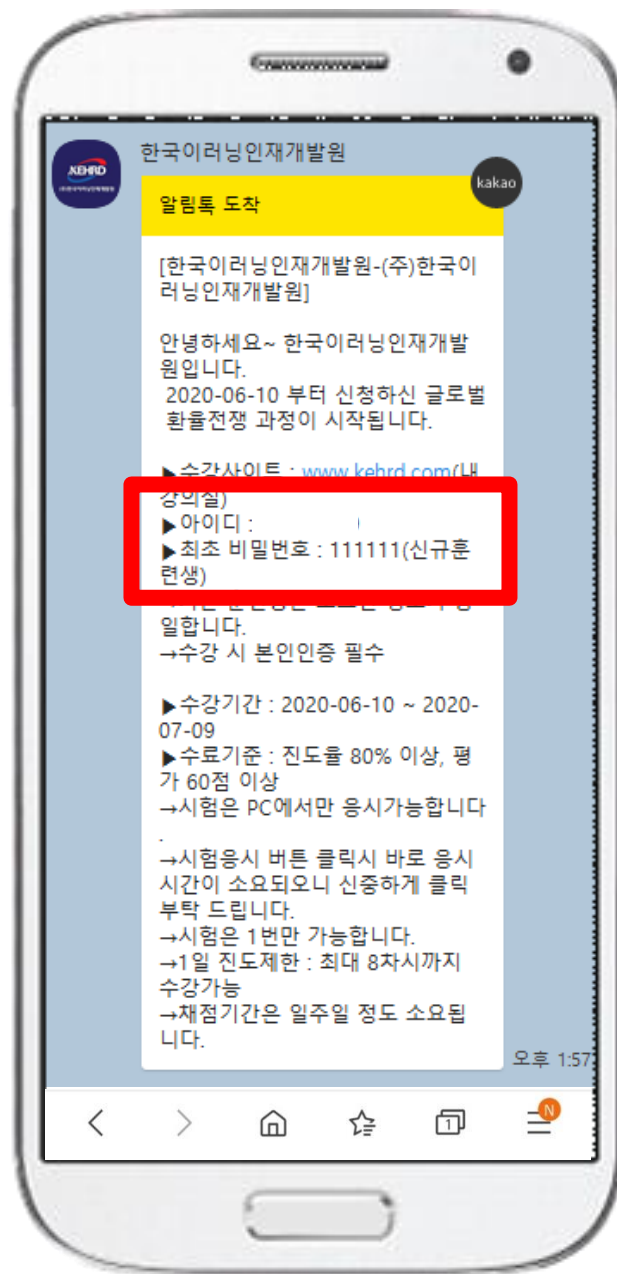 한국이러닝인재개발원
KEHRD
kakao
알림톡 도착
[한국이러닝인재개발원-(주)한국이
러닝인재개발원]
안녕하세요~ 한국이러닝인재개발
원입니다.
2020-06-10 부터 신청하신 글로벌
환율전쟁 과정이 시작됩니다.
▶수강사이트 : www.kehrd.com(내
강의실)
▶아이디 :
▶최초 비밀번호 : 111111(신규훈
련생)
일합니다.
→수강 시 본인인증 필수
▶수강기간 : 2020-06-10 ~ 2020-
07-09
▶수료기준 : 진도율 80% 이상, 평
가 60점 이상
→시험은 PC에서만 응시가능합니다
.
→시험응시 버튼 클릭시 바로 응시
시간이 소요되오니 신중하게 클릭
부탁 드립니다.
→시험은 1번만 가능합니다.
→1일 진도제한 : 최대 8차시까지
수강가능
→채점기간은 일주일 정도 소요됩
니다.
오후 1:57
1
N